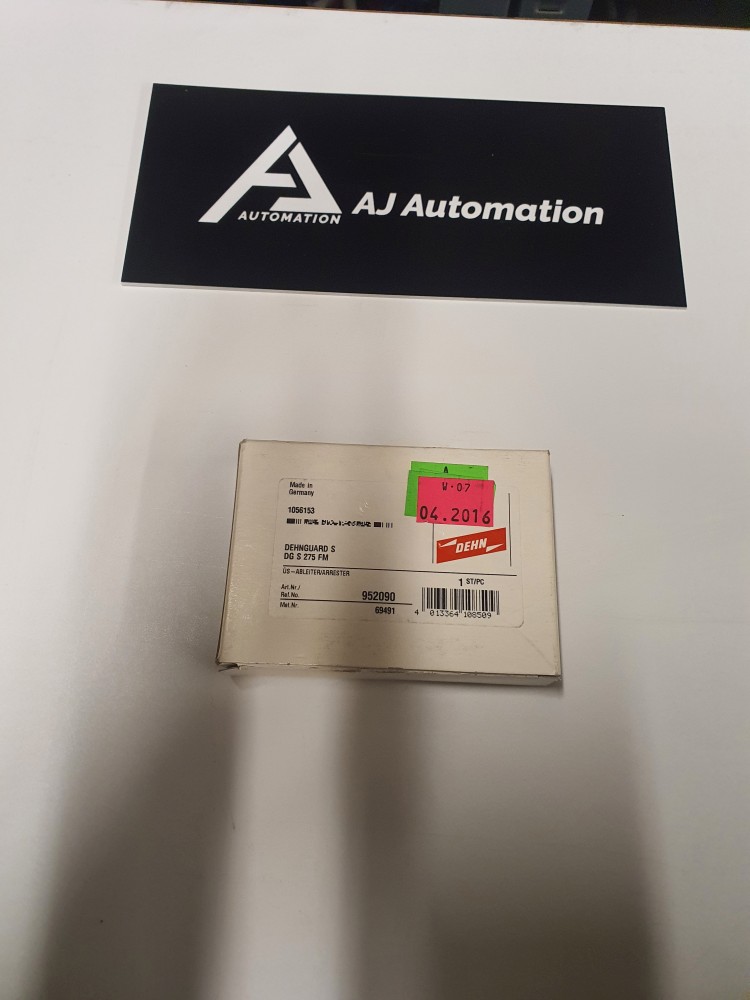 AUTOMATION
AJ Automation
A
W·07
04.2016
Made in
Germany
1056153
DEHN
DEHNGUARD S
DG S 275 FM
ÜS-ABLEITER/ARRESTER
1 ST/PC
Art.Nr./
Ref.No. 952090
Mat.Nr. 69491
4 013364 108509